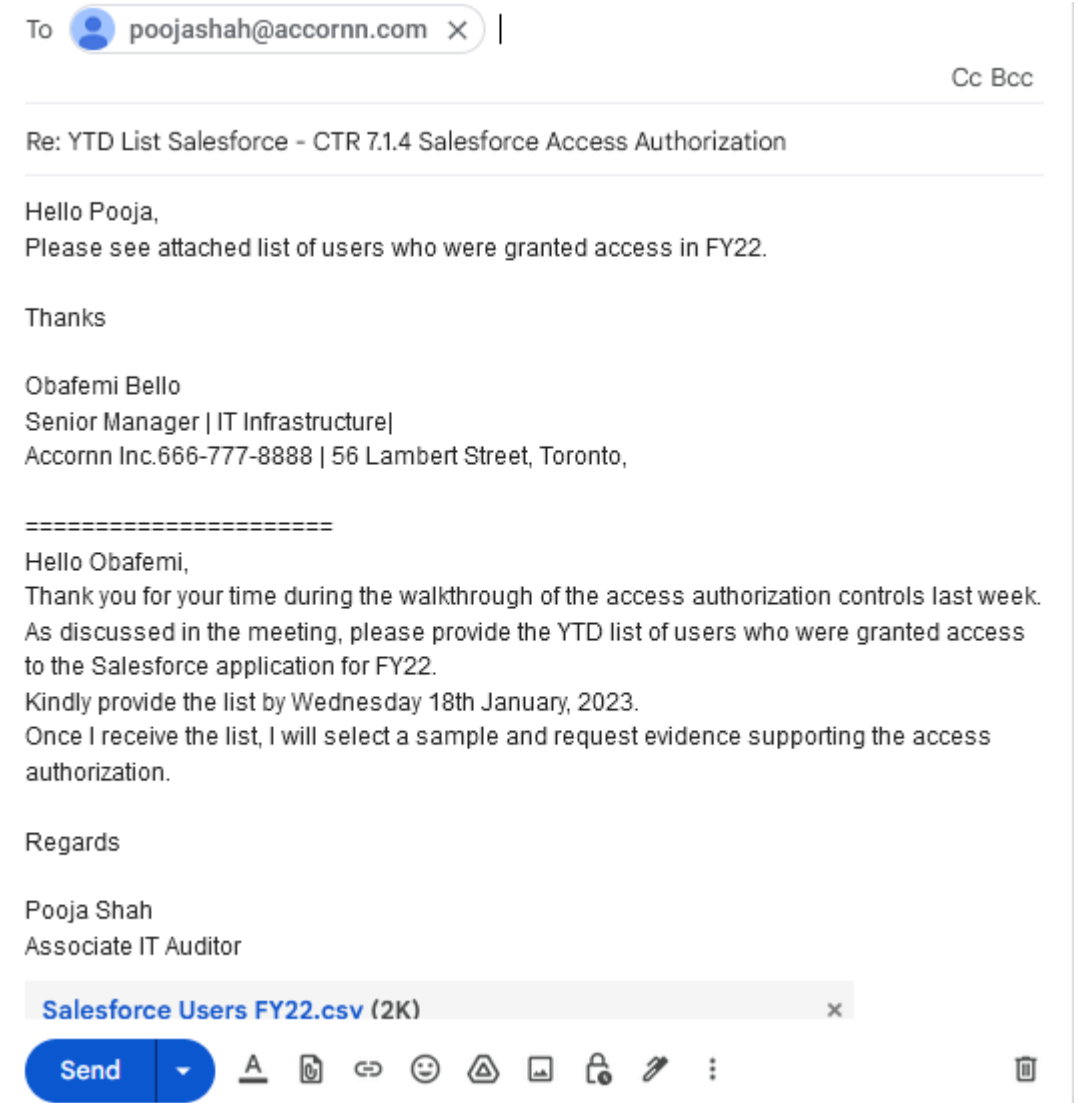 To poojashah@accornn.com
Cc Bcc
Re: YTD List Salesforce - CTR 7.1.4 Salesforce Access Authorization
Hello Pooja,
Please see attached list of users who were granted access in FY22.
Thanks
Obafemi Bello
Senior Manager | IT Infrastructure|
Accornn Inc.666-777-8888 | 56 Lambert Street, Toronto,
======================
Hello Obafemi,
Thank you for your time during the walkthrough of the access authorization controls last week.
As discussed in the meeting, please provide the YTD list of users who were granted access
to the Salesforce application for FY22.
Kindly provide the list by Wednesday 18th January, 2023.
Once I receive the list, I will select a sample and request evidence supporting the access
authorization.
Regards
Pooja Shah
Associate IT Auditor
Salesforce Users FY22.csv (2K)
Send